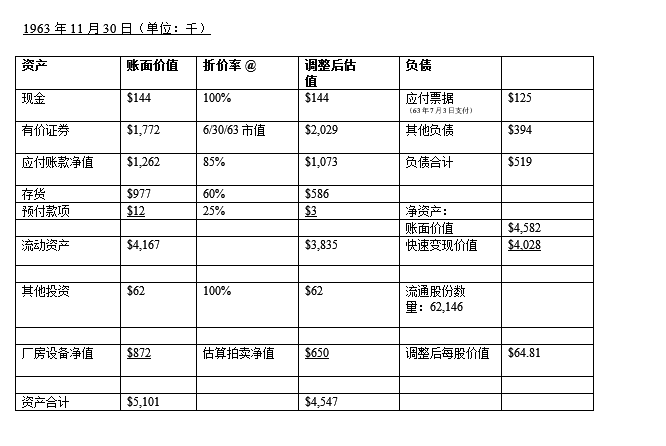 1963 年 11 月 30 日（单位：千）
资产 账面价值 折价率 @ 调整后估 负债
值
现金 $144 100% $144 应付票据 $125
（63 年 7 月 3 日支付）
有价证券 $1,772 6/30/63 市值 $2,029 其他负债 $394
应付账款净值 $1,262 85% $1,073 负债合计 $519
存货 $977 60% $586
预付款项 $12 25% $3 净资产：
账面价值 $4,582
流动资产 $4,167 $3,835 快速变现价值 $4,028
其他投资 $62 100% $62 流通股份数
量：62,146
厂房设备净值 $872 估算拍卖净值 $650 调整后每股价值 $64.81
资产合计 $5,101 $4,547